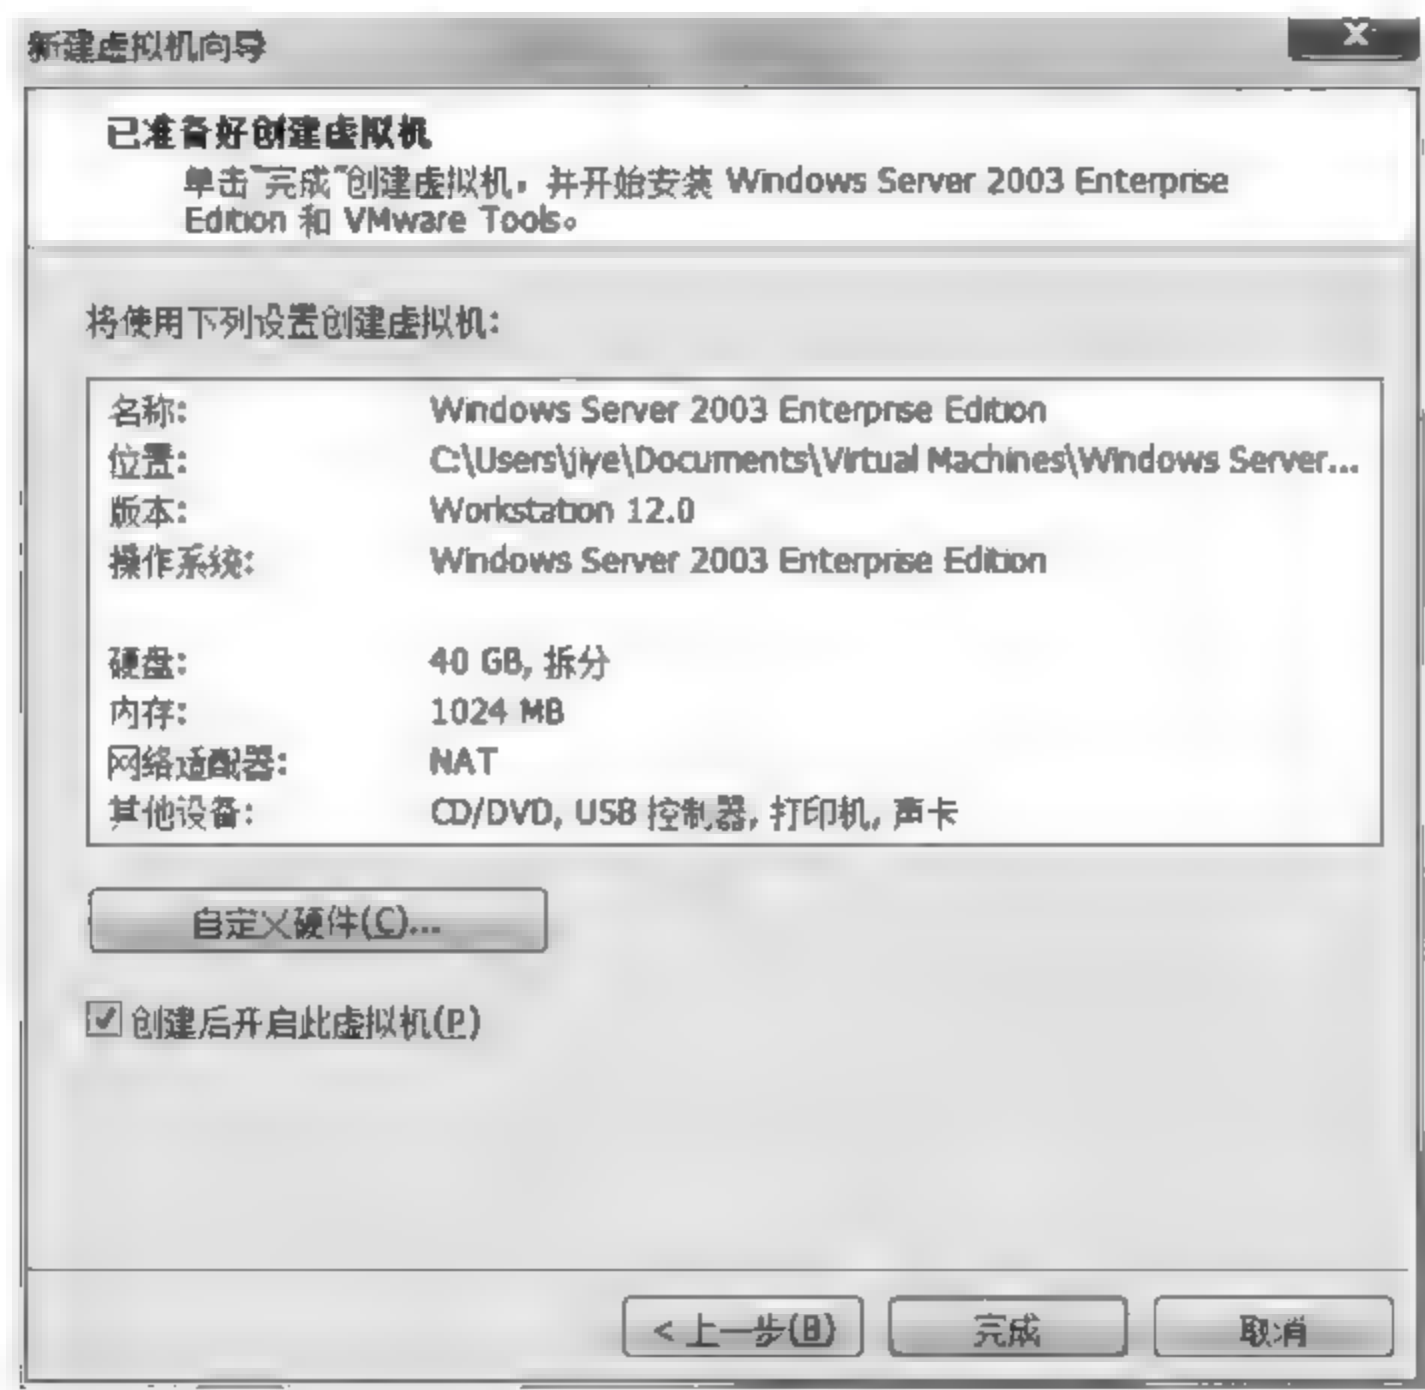 新建虚拟机向导
已准备好创建虚拟机
单击"完成"创建虚拟机，并开始安装 Windows Server 2003 Enterprise
Edition 和 VMware Tools。
将使用下列设置创建虚拟机：
名称： Windows Server 2003 Enterprise Edition
位置： C:\Users\jiye\Documents\Virtual Machines\Windows Server...
版本： Workstation 12.0
操作系统： Windows Server 2003 Enterprise Edition
硬盘： 40 GB, 拆分
内存： 1024 MB
网络适配器： NAT
其他设备： CD/DVD, USB 控制器, 打印机, 声卡
自定义硬件(C)...
创建后开启此虚拟机(P)
< 上一步(B) 完成 取消